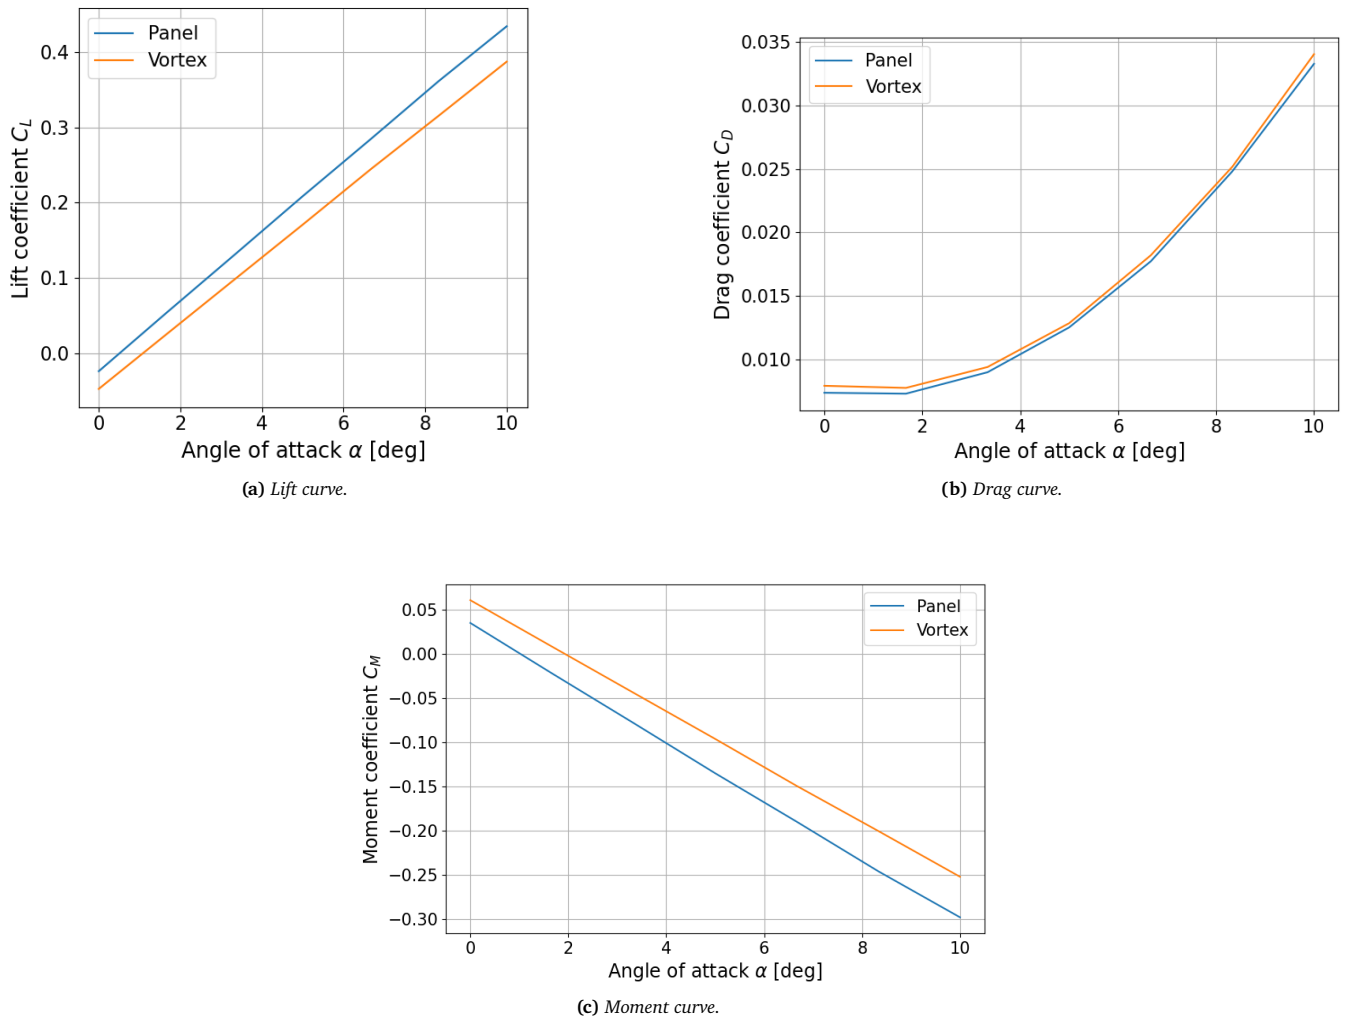 Panel
Vortex
0.4
0.3
0.2
0.1
0.0
Lift coefficient C_L
0 2 4 6 8 10
Angle of attack α [deg]
(a) Lift curve.
Panel
Vortex
0.035
0.030
0.025
0.020
0.015
0.010
Drag coefficient C_D
0 2 4 6 8 10
Angle of attack α [deg]
(b) Drag curve.
Panel
Vortex
0.05
0.00
−0.05
−0.10
−0.15
−0.20
−0.25
−0.30
Moment coefficient C_M
0 2 4 6 8 10
Angle of attack α [deg]
(c) Moment curve.